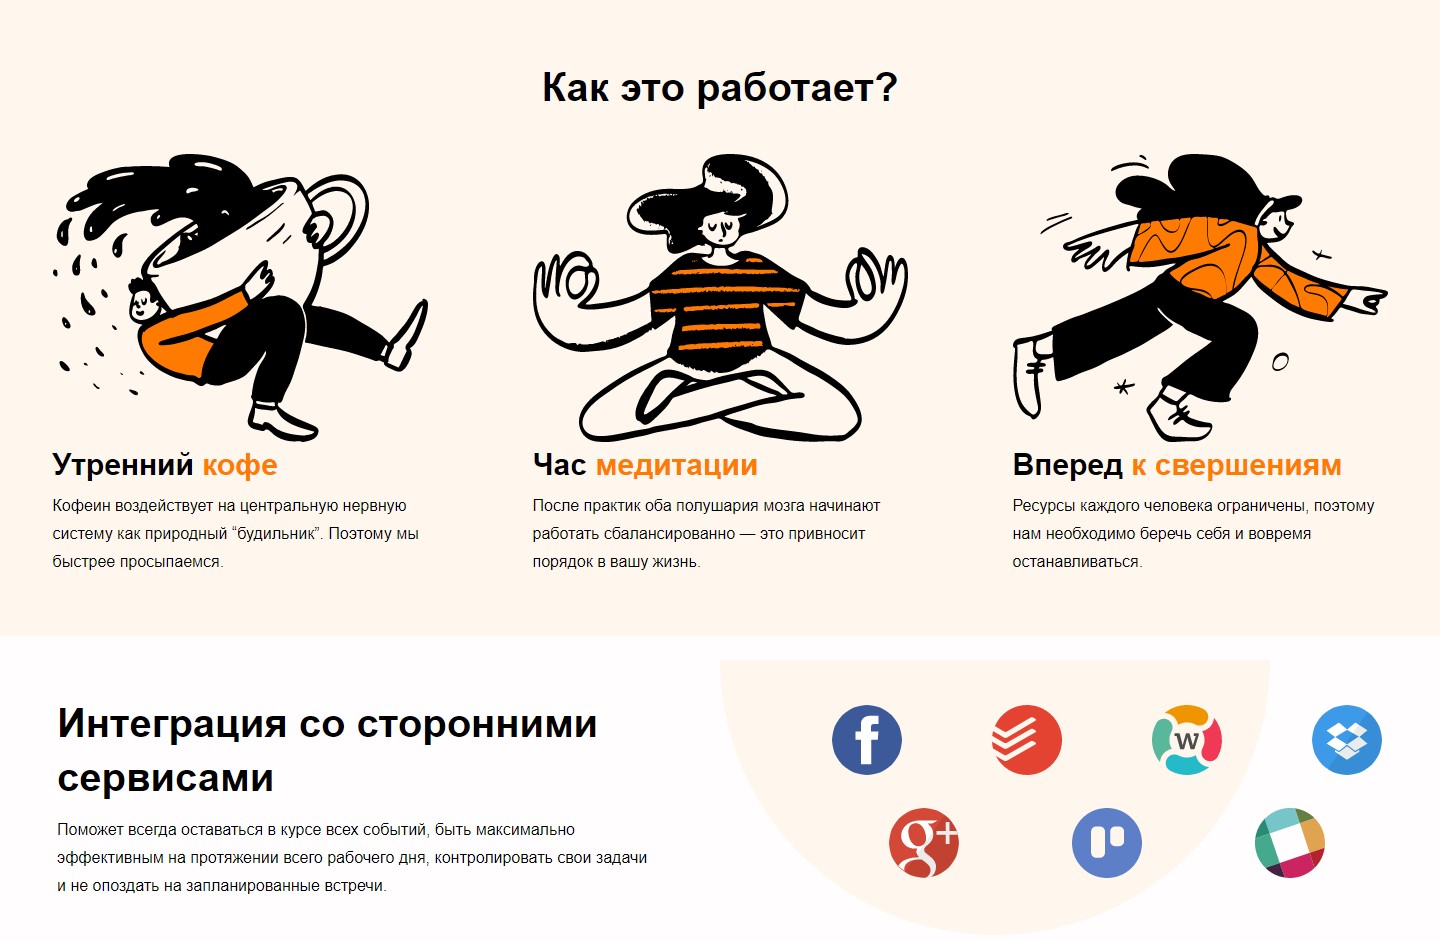 Как это работает?
Утренний кофе
Кофеин воздействует на центральную нервную
систему как природный “будильник”. Поэтому мы
быстрее просыпаемся.
Час медитации
После практик оба полушария мозга начинают
работать сбалансированно — это привносит
порядок в вашу жизнь.
Вперед к свершениям
Ресурсы каждого человека ограничены, поэтому
нам необходимо беречь себя и вовремя
останавливаться.
Интеграция со сторонними
сервисами
Поможет всегда оставаться в курсе всех событий, быть максимально
эффективным на протяжении всего рабочего дня, контролировать свои задачи
и не опоздать на запланированные встречи.
f
w
g+